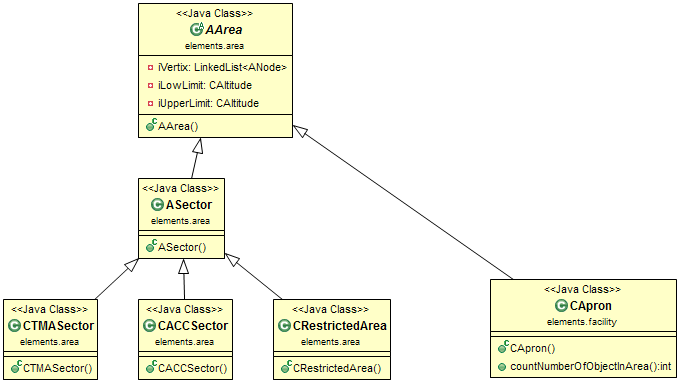 <<Java Class>>
AArea
elements.area
iVertix: LinkedList<ANode>
iLowLimit: CAltitude
iUpperLimit: CAltitude
AArea()
<<Java Class>>
ASector
elements.area
ASector()
<<Java Class>>
CTMASector
elements.area
CTMASector()
<<Java Class>>
CACCSector
elements.area
CACCSector()
<<Java Class>>
CRestrictedArea
elements.area
CRestrictedArea()
<<Java Class>>
CApron
elements.facility
CApron()
countNumberOfObjectInArea():int